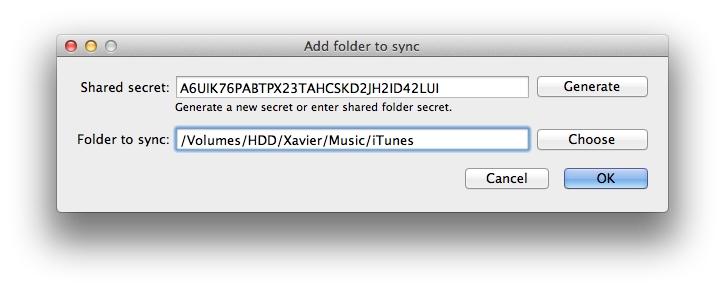 Add folder to sync
Shared secret: A6UIK76PABTPX23TAHCSKD2JH2ID42LUI Generate
Generate a new secret or enter shared folder secret.
Folder to sync: /Volumes/HDD/Xavier/Music/iTunes Choose
Cancel OK